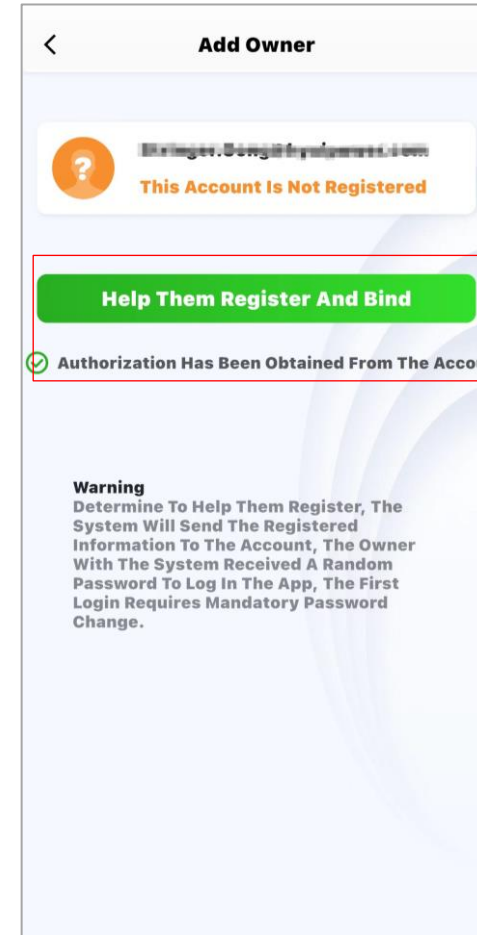 Add Owner
?
This Account Is Not Registered
Help Them Register And Bind
Authorization Has Been Obtained From The Acco
Warning
Determine To Help Them Register, The
System Will Send The Registered
Information To The Account, The Owner
With The System Received A Random
Password To Log In The App, The First
Login Requires Mandatory Password
Change.